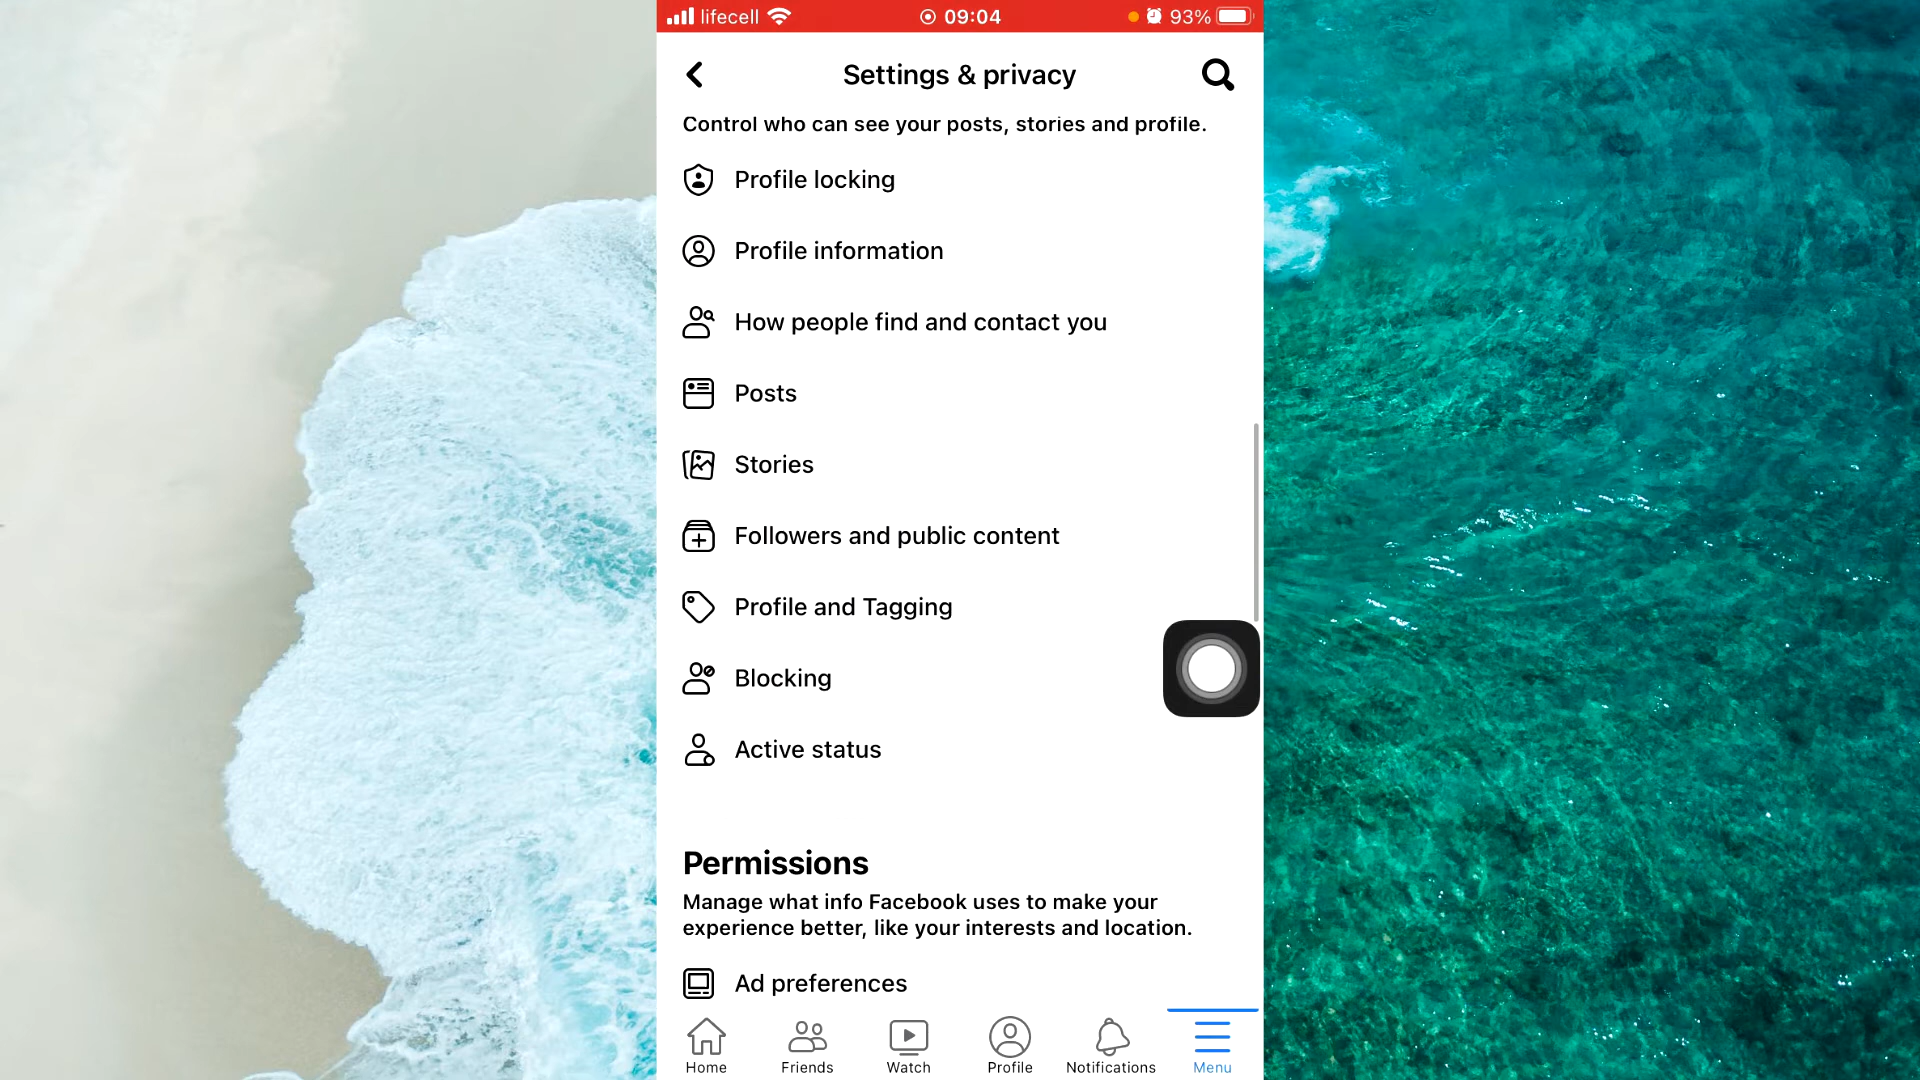 lifecell 09:04 93%
Settings & privacy
Control who can see your posts, stories and profile.
Profile locking
Profile information
How people find and contact you
Posts
Stories
Followers and public content
Profile and Tagging
Blocking
Active status
Permissions
Manage what info Facebook uses to make your
experience better, like your interests and location.
Ad preferences
Home Friends Watch Profile Notifications Menu